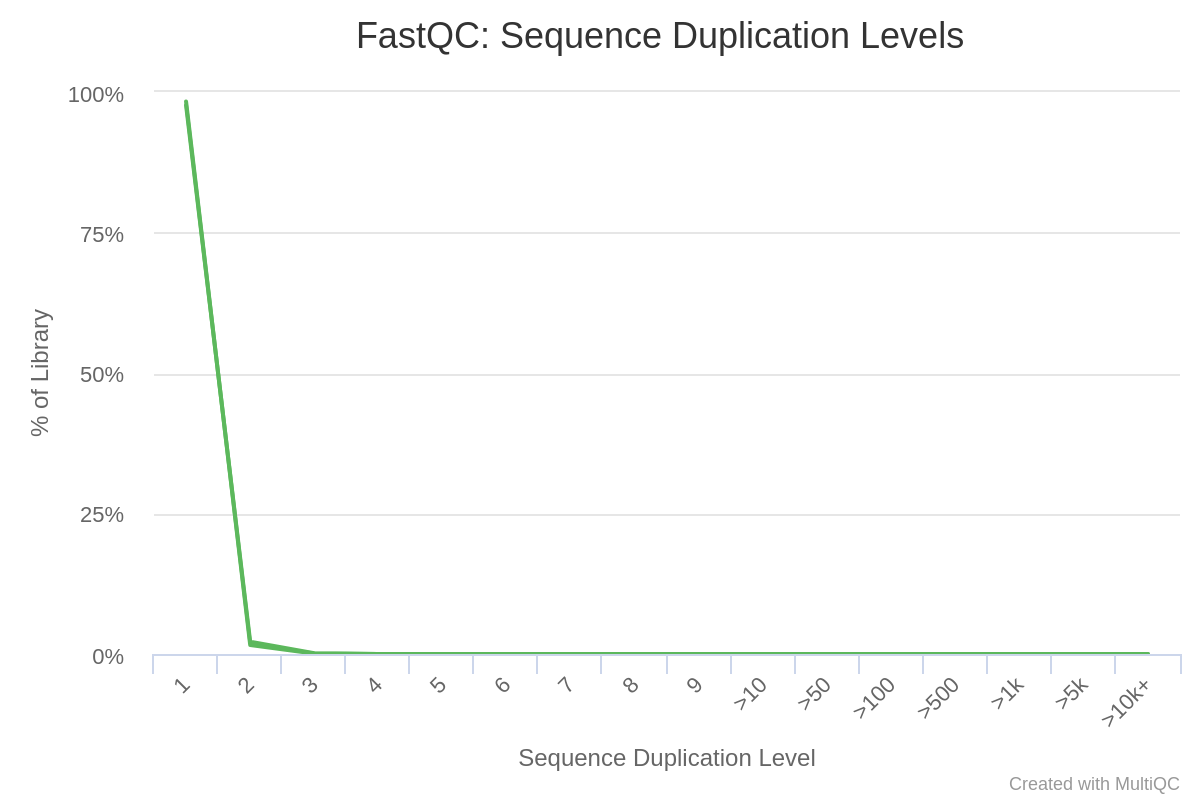 FastQC: Sequence Duplication Levels
100%
75%
50%
25%
0%
% of Library
1
2
3
4
5
6
7
8
9
>10
>50
>100
>500
>1k
>5k
>10k+
Sequence Duplication Level
Created with MultiQC